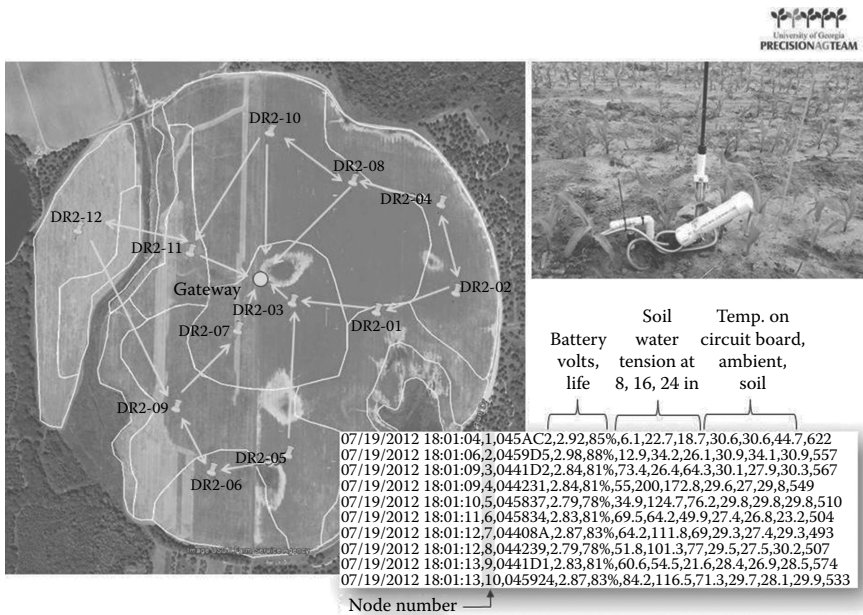 University of Georgia
PRECISIONAGTEAM
DR2-10
DR2-08
DR2-04
DR2-12
DR2-11
Gateway
DR2-02
DR2-03
DR2-01
DR2-07
DR2-09
DR2-05
DR2-06
Battery
volts,
life
Soil
water
tension at
8, 16, 24 in
Temp. on
circuit board,
ambient,
soil
07/19/2012 18:01:04,1,045AC2,2.92,85%,6.1,22.7,18.7,30.6,30.6,44.7,622
07/19/2012 18:01:06,2,0459D5,2.98,88%,12.9,34.2,26.1,30.9,34.1,30.9,557
07/19/2012 18:01:09,3,0441D2,2.84,81%,73.4,26.4,64.3,30.1,27.9,30.3,567
07/19/2012 18:01:09,4,044231,2.84,81%,55,200,172.8,29.6,27,29.8,549
07/19/2012 18:01:10,5,045837,2.79,78%,34.9,124.7,76.2,29.8,29.8,29.8,510
07/19/2012 18:01:11,6,045834,2.83,81%,69.5,64.2,49.9,27.4,26.8,23.2,504
07/19/2012 18:01:12,7,04408A,2.87,83%,64.2,111.8,69,29.3,27.4,29.3,493
07/19/2012 18:01:12,8,044239,2.79,78%,51.8,101.3,77,29.5,27.5,30.2,507
07/19/2012 18:01:13,9,0441D1,2.83,81%,60.6,54.5,21.6,28.4,26.9,28.5,574
07/19/2012 18:01:13,10,045924,2.87,83%,84.2,116.5,71.3,29.7,28.1,29.9,533
Image Farm Service Agency
Node number